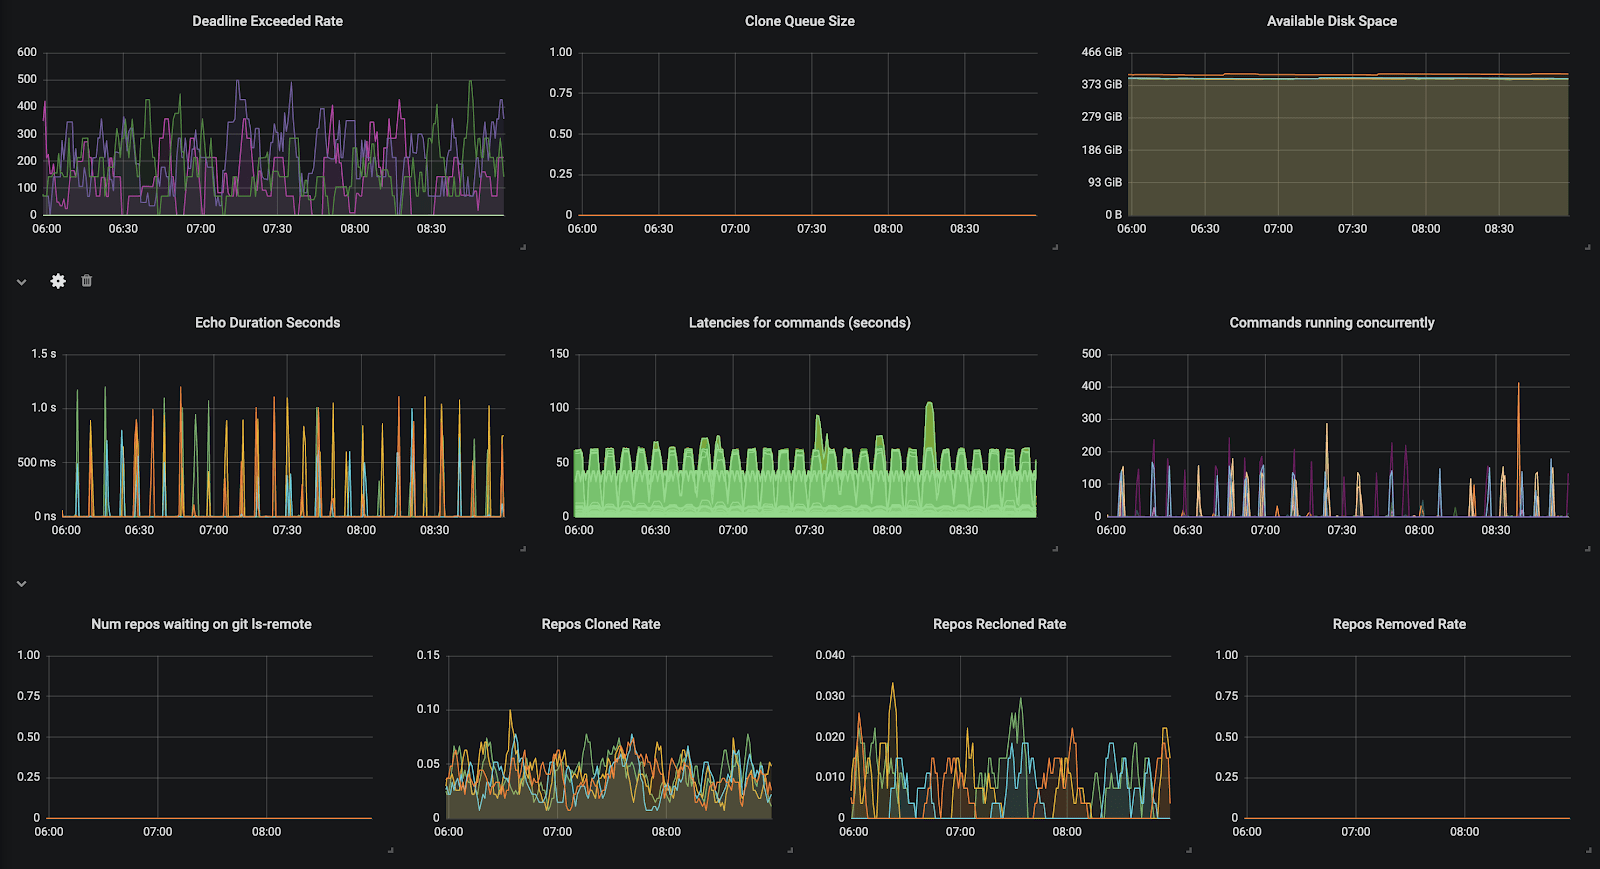 Deadline Exceeded Rate
600
500
400
300
200
100
0
06:00 06:30 07:00 07:30 08:00 08:30
Clone Queue Size
1.00
0.75
0.50
0.25
0
06:00 06:30 07:00 07:30 08:00 08:30
Available Disk Space
466 GiB
373 GiB
279 GiB
186 GiB
93 GiB
0 B
06:00 06:30 07:00 07:30 08:00 08:30
Echo Duration Seconds
1.5 s
1.0 s
500 ms
0 ns
06:00 06:30 07:00 07:30 08:00 08:30
Latencies for commands (seconds)
150
100
50
0
06:00 06:30 07:00 07:30 08:00 08:30
Commands running concurrently
500
400
300
200
100
0
06:00 06:30 07:00 07:30 08:00 08:30
Num repos waiting on git ls-remote
1.00
0.75
0.50
0.25
0
06:00 07:00 08:00
Repos Cloned Rate
0.15
0.10
0.05
0
06:00 07:00 08:00
Repos Recloned Rate
0.040
0.030
0.020
0.010
0
06:00 07:00 08:00
Repos Removed Rate
1.00
0.75
0.50
0.25
0
06:00 07:00 08:00